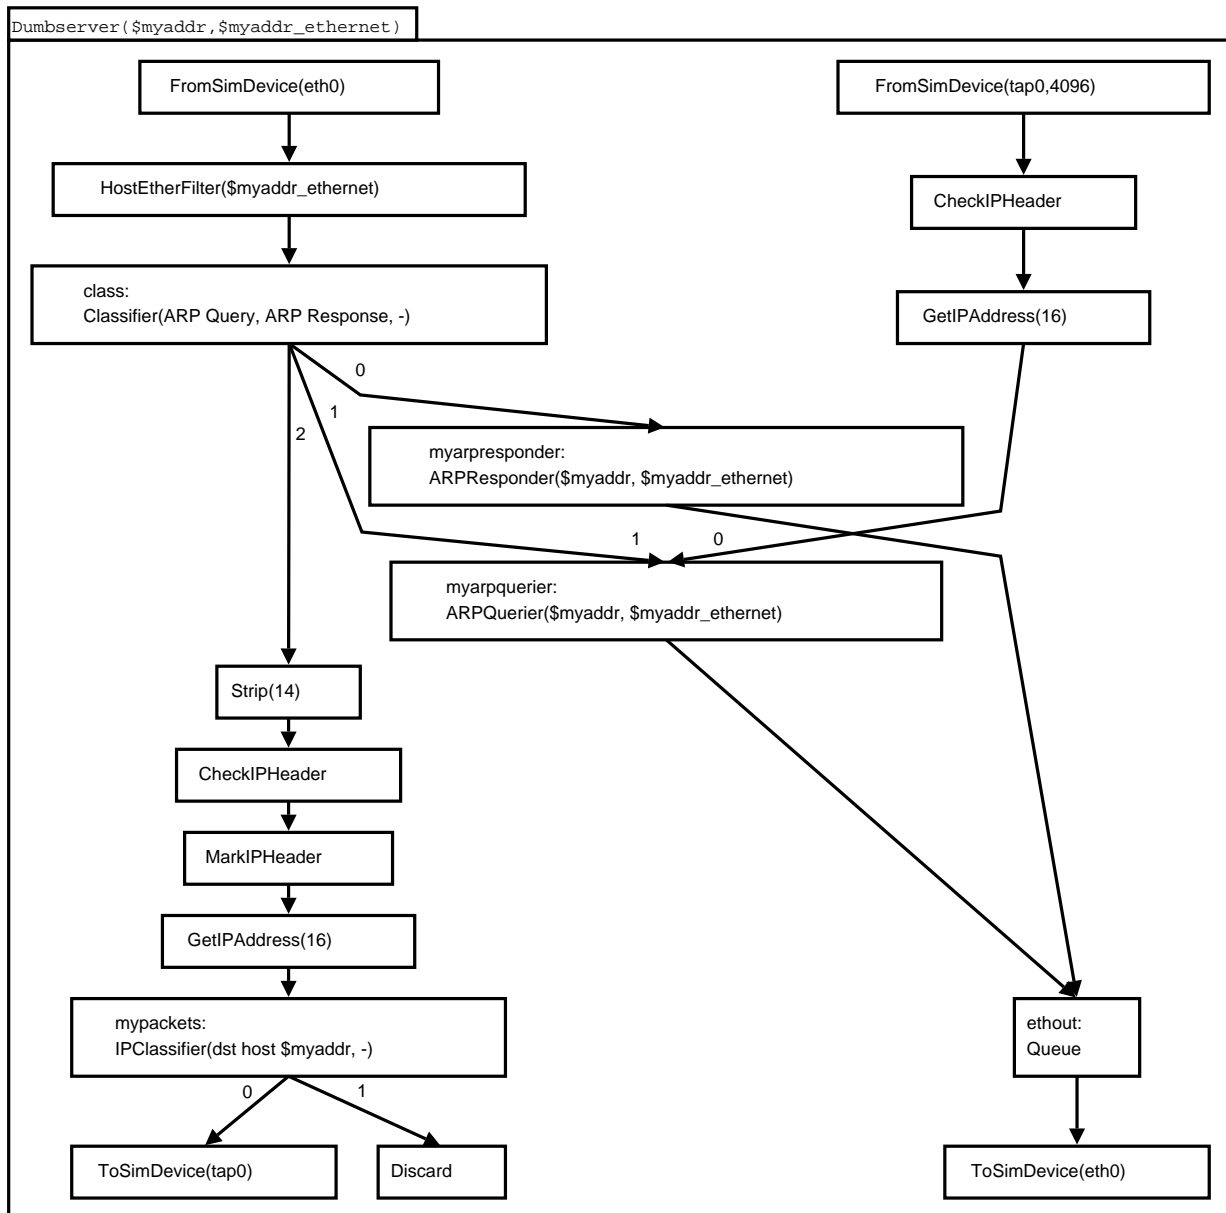 Dumbserver($myaddr,$myaddr_ethernet)
FromSimDevice(eth0)
FromSimDevice(tap0,4096)
HostEtherFilter($myaddr_ethernet)
CheckIPHeader
class:
Classifier(ARP Query, ARP Response, -)
GetIPAddress(16)
0
1
2
myarpresponder:
ARPResponder($myaddr, $myaddr_ethernet)
1
0
myarpquerier:
ARPQuerier($myaddr, $myaddr_ethernet)
Strip(14)
CheckIPHeader
MarkIPHeader
GetIPAddress(16)
mypackets:
IPClassifier(dst host $myaddr, -)
ethout:
Queue
0
1
ToSimDevice(tap0)
Discard
ToSimDevice(eth0)